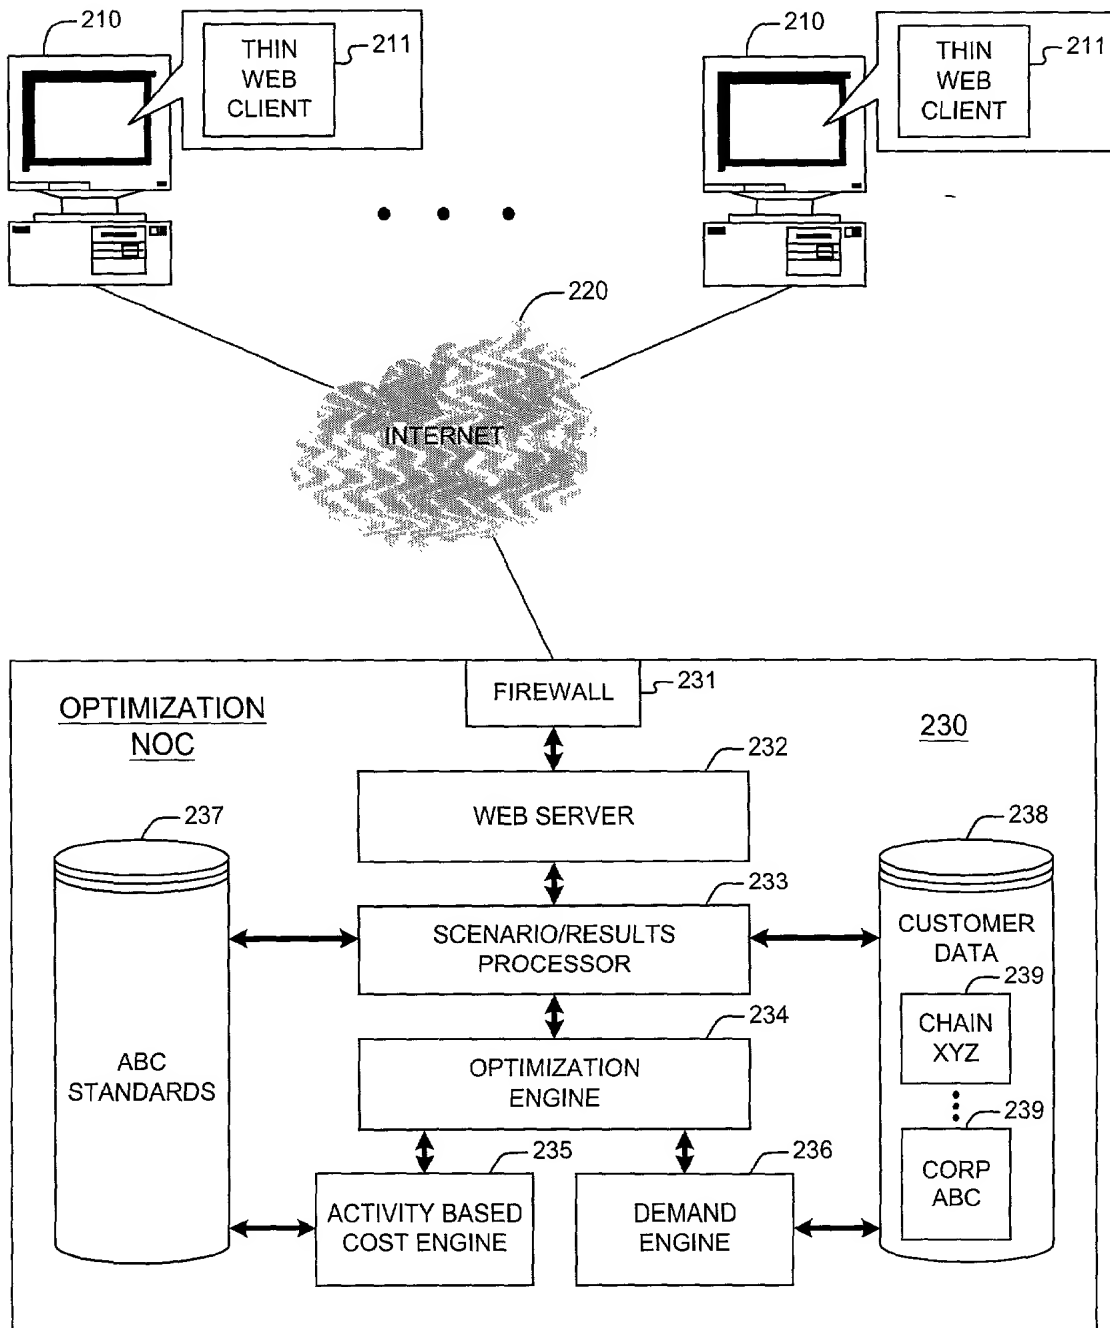 210
THIN
WEB
CLIENT
211
210
THIN
WEB
CLIENT
211
220
INTERNET
OPTIMIZATION
NOC
FIREWALL
231
230
232
WEB SERVER
237
238
233
SCENARIO/RESULTS
PROCESSOR
CUSTOMER
DATA
239
CHAIN
XYZ
234
OPTIMIZATION
ENGINE
ABC
STANDARDS
239
CORP
ABC
235
ACTIVITY BASED
COST ENGINE
236
DEMAND
ENGINE